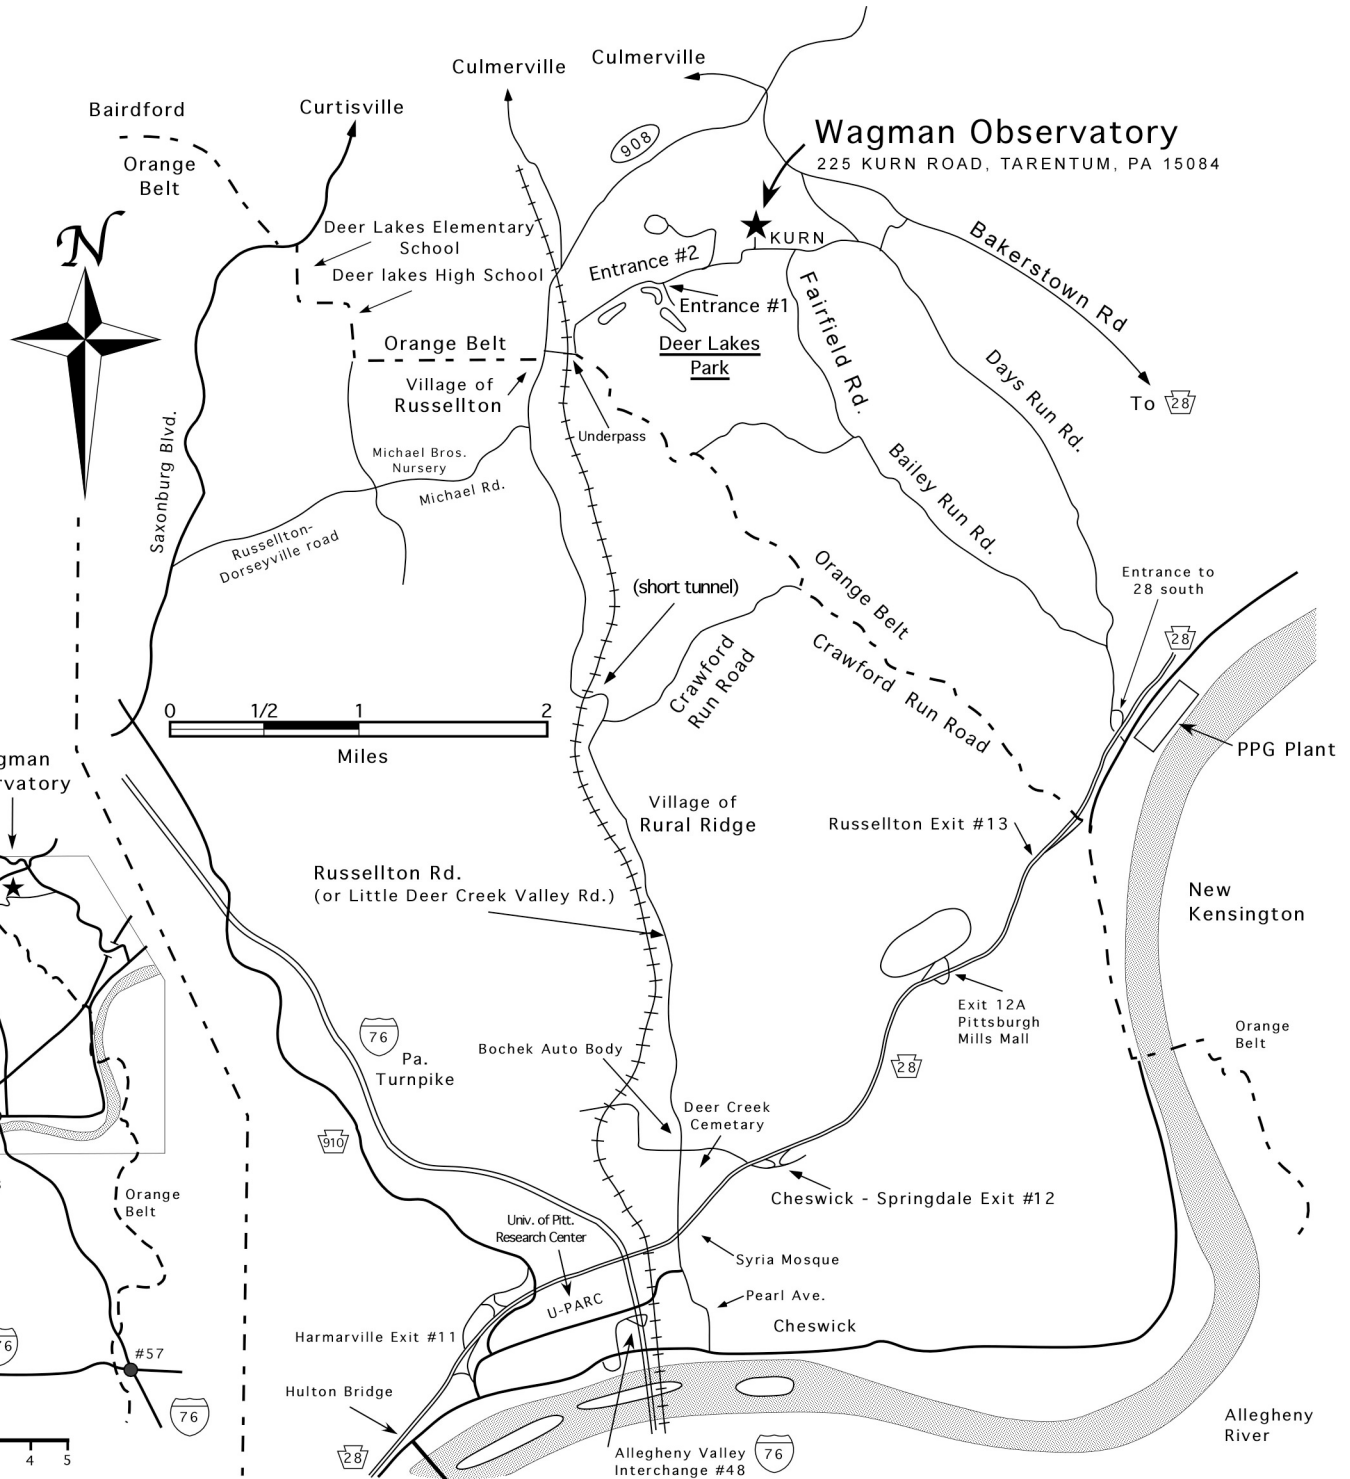 Culmerville
Culmerville
Bairdford
Curtisville
Orange
Belt
908
Wagman Observatory
225 KURN ROAD, TARENTUM, PA 15084
N
Deer Lakes Elementary
School
Deer lakes High School
KURN
Entrance #2
Entrance #1
Bakerstown Rd
Fairfield Rd.
Orange Belt
Deer Lakes
Park
Village of
Russellton
Days Run Rd.
To 28
Underpass
Saxonburg Blvd.
Michael Bros.
Nursery
Michael Rd.
Bailey Run Rd.
Russellton-
Dorseyville road
(short tunnel)
Orange Belt
Entrance to
28 south
28
Crawford
Run Road
Crawford Run Road
0 1/2 1 2
Miles
PPG Plant
gman
rvatory
Village of
Rural Ridge
Russellton Exit #13
Russellton Rd.
(or Little Deer Creek Valley Rd.)
New
Kensington
Exit 12A
Pittsburgh
Mills Mall
Orange
Belt
76
Pa.
Turnpike
Bochek Auto Body
28
Deer Creek
Cemetary
910
Orange
Belt
Cheswick - Springdale Exit #12
Univ. of Pitt.
Research Center
Syria Mosque
U-PARC
Pearl Ave.
Cheswick
Harmarville Exit #11
#57
76
Hulton Bridge
76
28
Allegheny Valley
Interchange #48
76
Allegheny
River
4 5